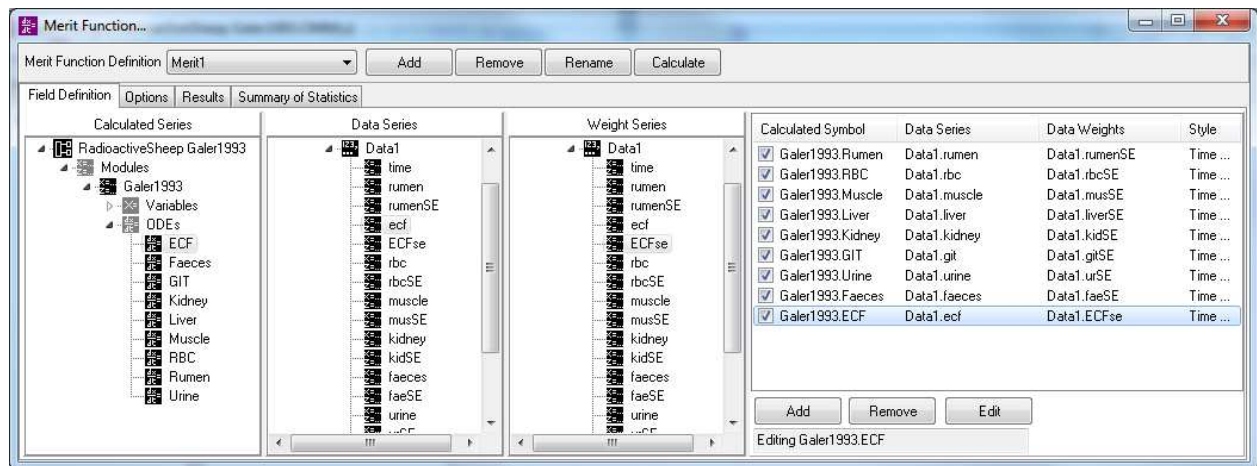 Merit Function...
Merit Function Definition Merit1 Add Remove Rename Calculate
Field Definition Options Results Summary of Statistics
Calculated Series
RadioactiveSheep Galer1993
Modules
Galer1993
Variables
ODEs
ECF
Faeces
GIT
Kidney
Liver
Muscle
RBC
Rumen
Urine
Data Series
Data1
time
rumen
rumenSE
ecf
ECFse
rbc
rbcSE
muscle
musSE
kidney
kidSE
faeces
faeSE
urine
Weight Series
Data1
time
rumen
rumenSE
ecf
ECFse
rbc
rbcSE
muscle
musSE
kidney
kidSE
faeces
faeSE
urine
Calculated Symbol Data Series Data Weights Style
Galer1993.Rumen Data1.rumen Data1.rumenSE Time ...
Galer1993.RBC Data1.rbc Data1.rbcSE Time ...
Galer1993.Muscle Data1.muscle Data1.musSE Time ...
Galer1993.Liver Data1.liver Data1.liverSE Time ...
Galer1993.Kidney Data1.kidney Data1.kidSE Time ...
Galer1993.GIT Data1.git Data1.gitSE Time ...
Galer1993.Urine Data1.urine Data1.urSE Time ...
Galer1993.Faeces Data1.faeces Data1.faeSE Time ...
Galer1993.ECF Data1.ecf Data1.ECFse Time ...
Add Remove Edit
Editing Galer1993.ECF